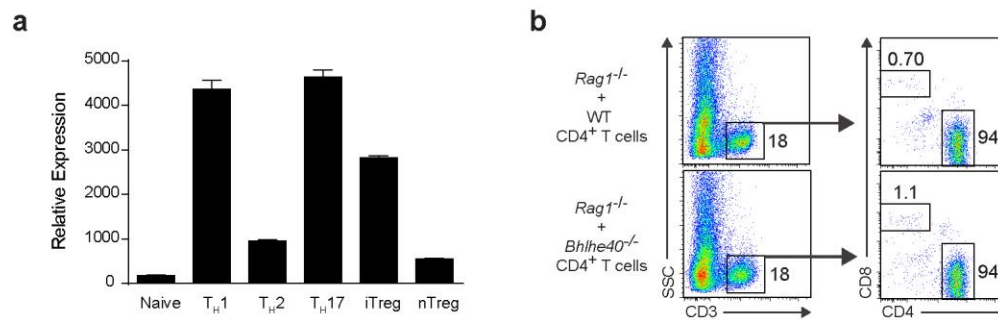 a
5000
4000
3000
2000
1000
0
Relative Expression
Naive TH1 TH2 TH17 iTreg nTreg
b
Rag1-/-
+
WT
CD4+ T cells
18
0.70
94
Rag1-/-
+
Bhlhe40-/-
CD4+ T cells
18
1.1
94
SSC
CD3
CD8
CD4